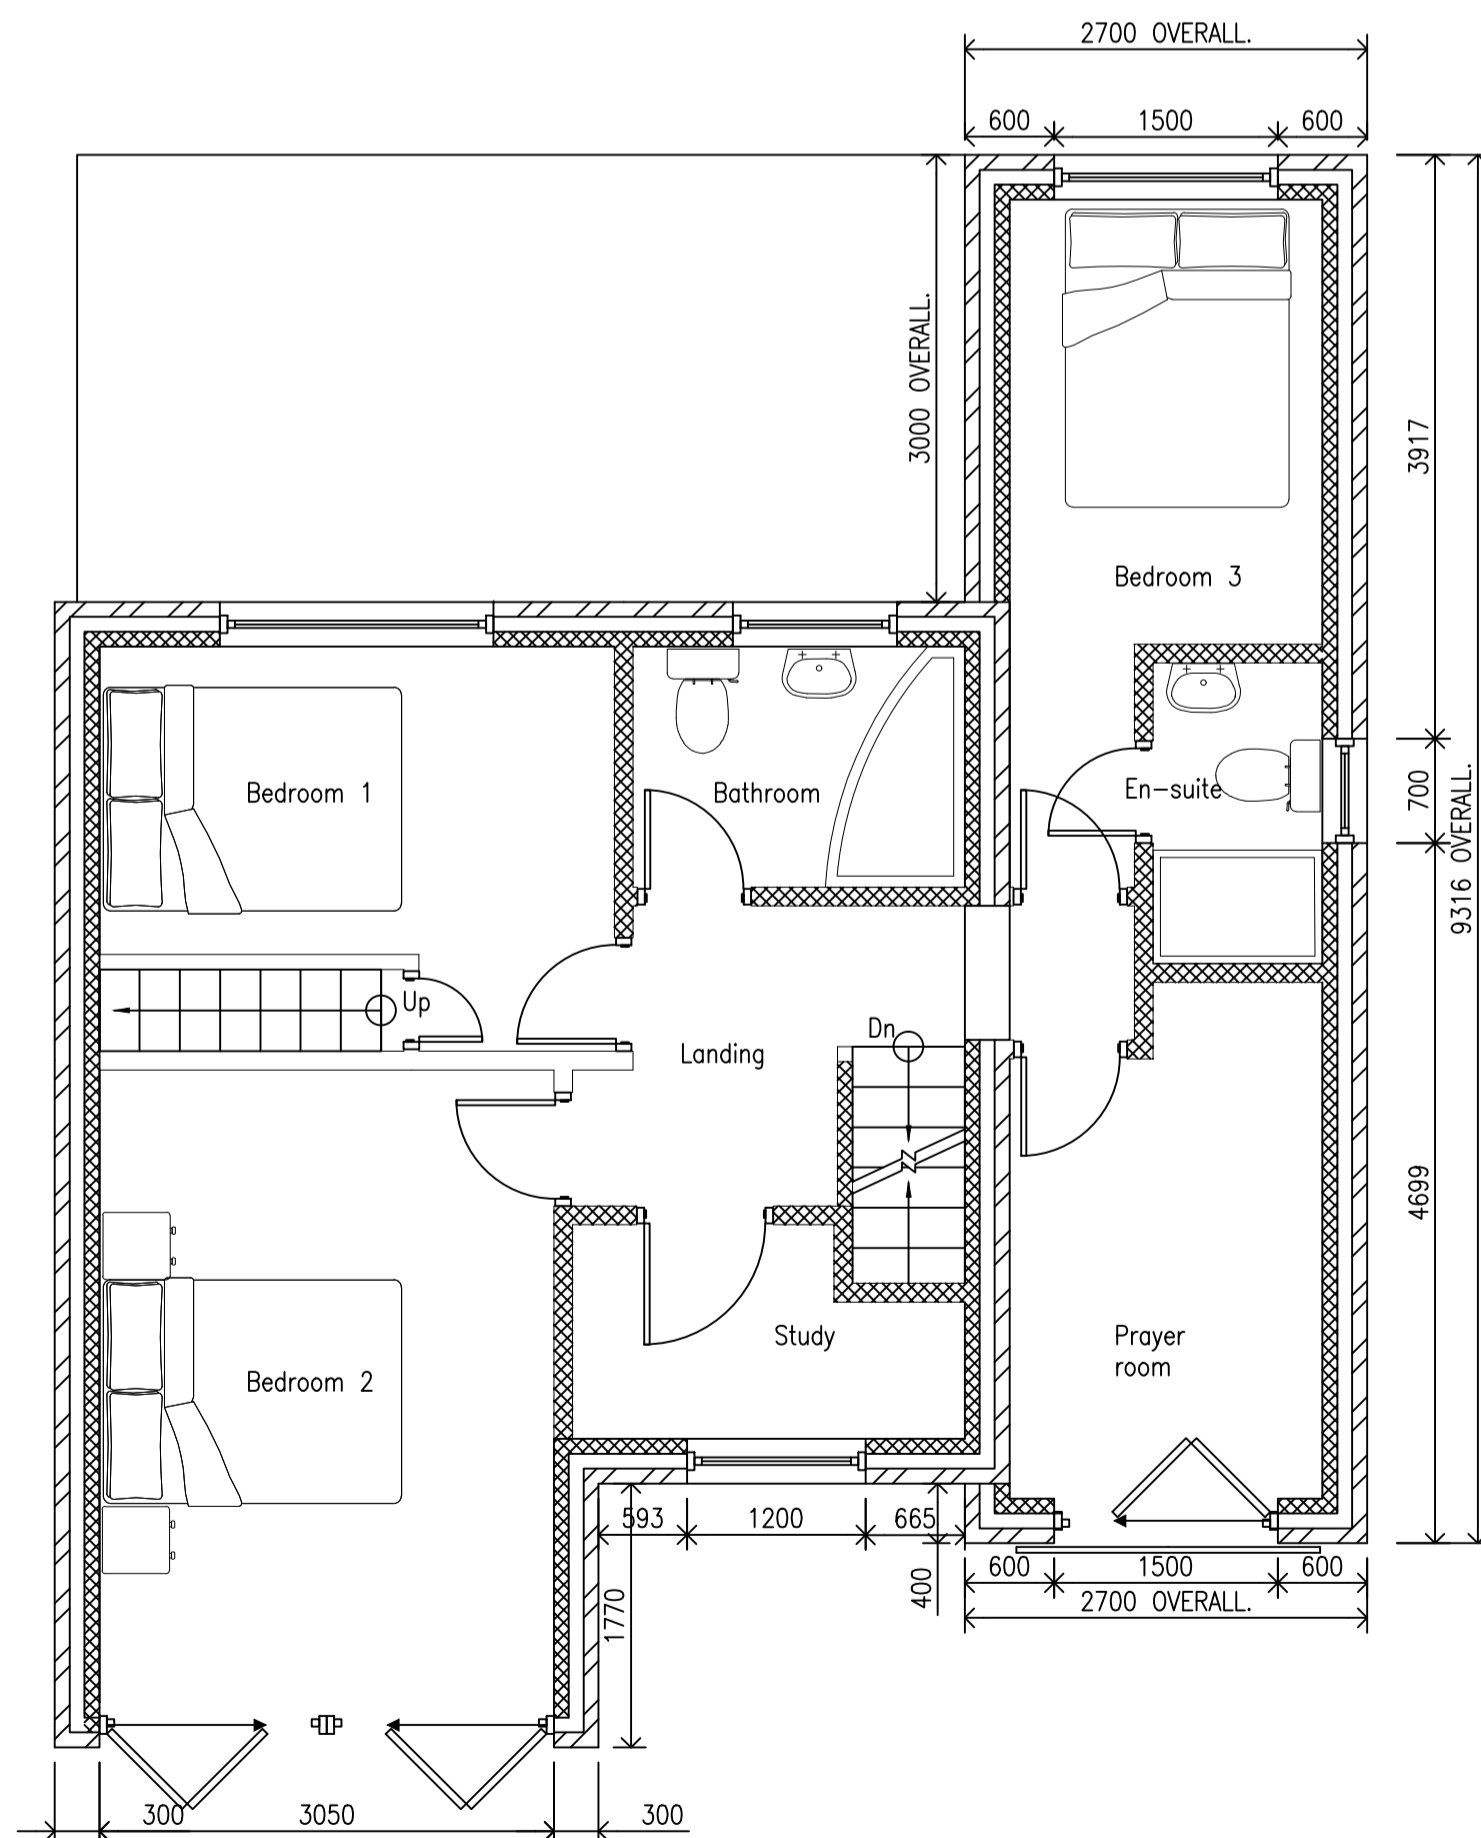 2700 OVERALL.
600 1500 600
3000 OVERALL.
3917
Bedroom 3
Bedroom 1
Bathroom
En-suite
700
9316 OVERALL.
Up
Dn
Landing
4699
Study
Prayer
room
Bedroom 2
593 1200 665
400
1770
600 1500 600
2700 OVERALL.
300 3050 300